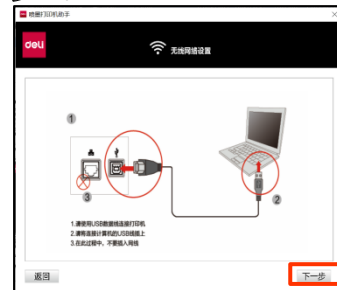 喷墨打印机助手
deli
无线网络设置
1
2
3
1.请使用USB数据线连接打印机
2.请将连接计算机的USB线插上
3.在此过程中，不要插入网线
返回
下一步